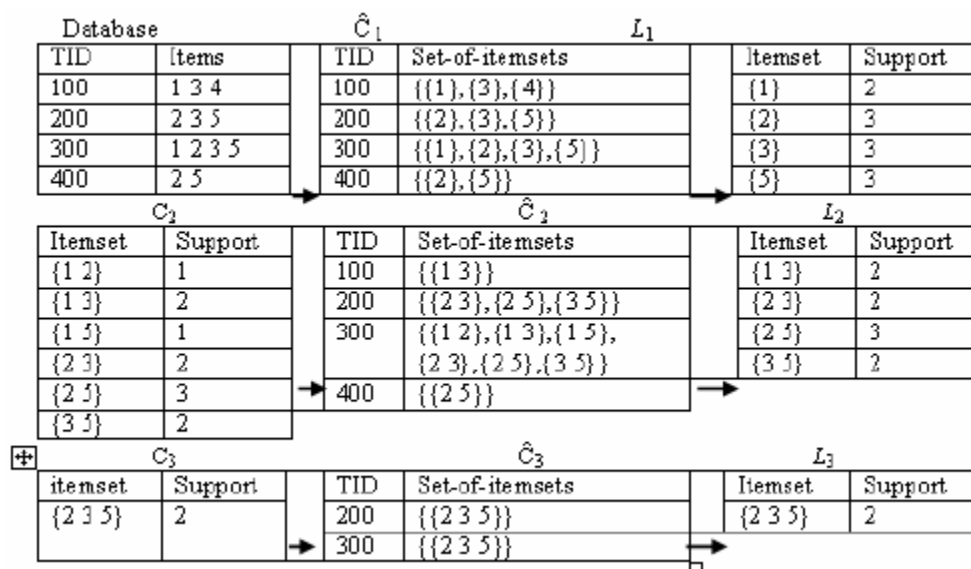 Database Ĉ 1 L1
TID Items TID Set-of-itemsets Itemset Support
100 1 3 4 100 {{1},{3},{4}} {1} 2
200 2 3 5 200 {{2},{3},{5}} {2} 3
300 1 2 3 5 300 {{1},{2},{3},{5]} {3} 3
400 2 5 400 {{2},{5}} {5} 3
C2 Ĉ 2 L2
Itemset Support TID Set-of-itemsets Itemset Support
{1 2} 1 100 {{1 3}} {1 3} 2
{1 3} 2 200 {{2 3},{2 5},{3 5}} {2 3} 2
{1 5} 1 300 {{1 2},{1 3},{1 5}, {2 5} 3
{2 3} 2 {2 3},{2 5},{3 5}} {3 5} 2
{2 5} 3 400 {{2 5}}
{3 5} 2
C3 Ĉ3 L3
itemset Support TID Set-of-itemsets Itemset Support
{2 3 5} 2 200 {{2 3 5}} {2 3 5} 2
300 {{2 3 5}}